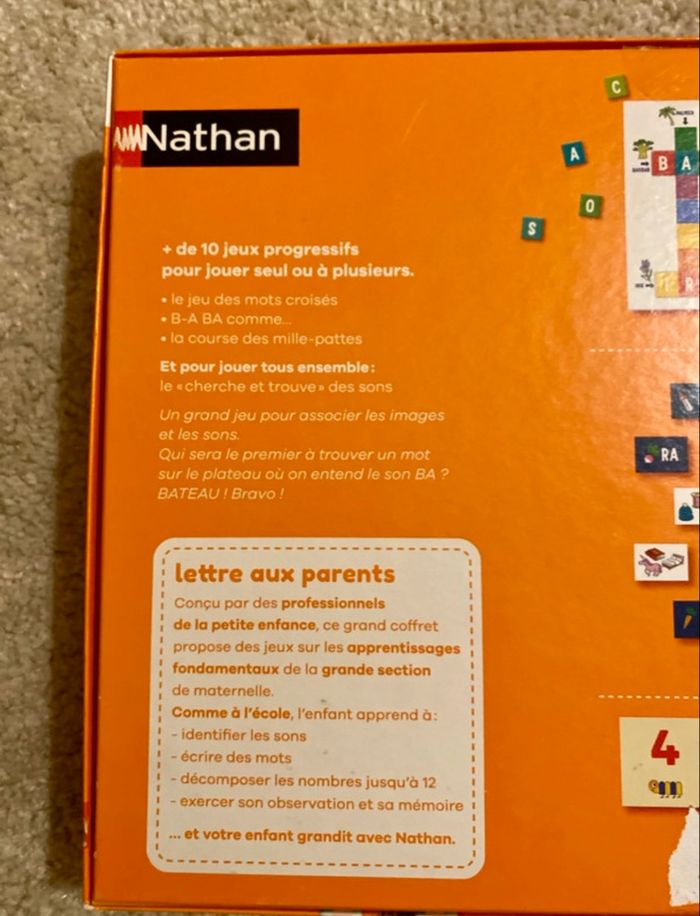 Nathan
+ de 10 jeux progressifs
pour jouer seul ou à plusieurs.
• le jeu des mots croisés
• B-A BA comme...
• la course des mille-pattes
Et pour jouer tous ensemble :
le «cherche et trouve» des sons
Un grand jeu pour associer les images
et les sons.
Qui sera le premier à trouver un mot
sur le plateau où on entend le son BA ?
BATEAU ! Bravo !
lettre aux parents
Conçu par des professionnels
de la petite enfance, ce grand coffret
propose des jeux sur les apprentissages
fondamentaux de la grande section
de maternelle.
Comme à l'école, l'enfant apprend à :
- identifier les sons
- écrire des mots
- décomposer les nombres jusqu'à 12
- exercer son observation et sa mémoire
... et votre enfant grandit avec Nathan.
C
A
O
S
B A
R
RA
4